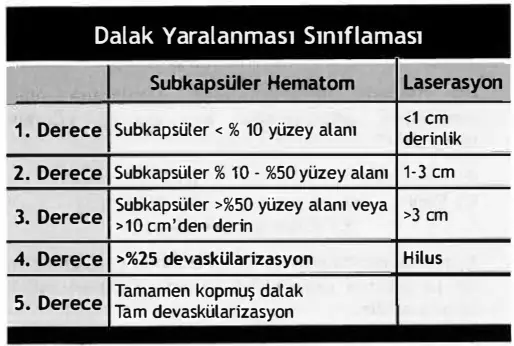 Dalak Yaralanması Sınıflaması
Subkapsüler Hematom Laserasyon
1. Derece Subkapsüler < % 10 yüzey alanı <1 cm
derinlik
2. Derece Subkapsüler % 10 - %50 yüzey alanı 1-3 cm
3. Derece Subkapsüler >%50 yüzey alanı veya
>10 cm'den derin >3 cm
4. Derece >%25 devaskülarizasyon Hilus
5. Derece Tamamen kopmuş dalak
Tam devaskülarizasyon